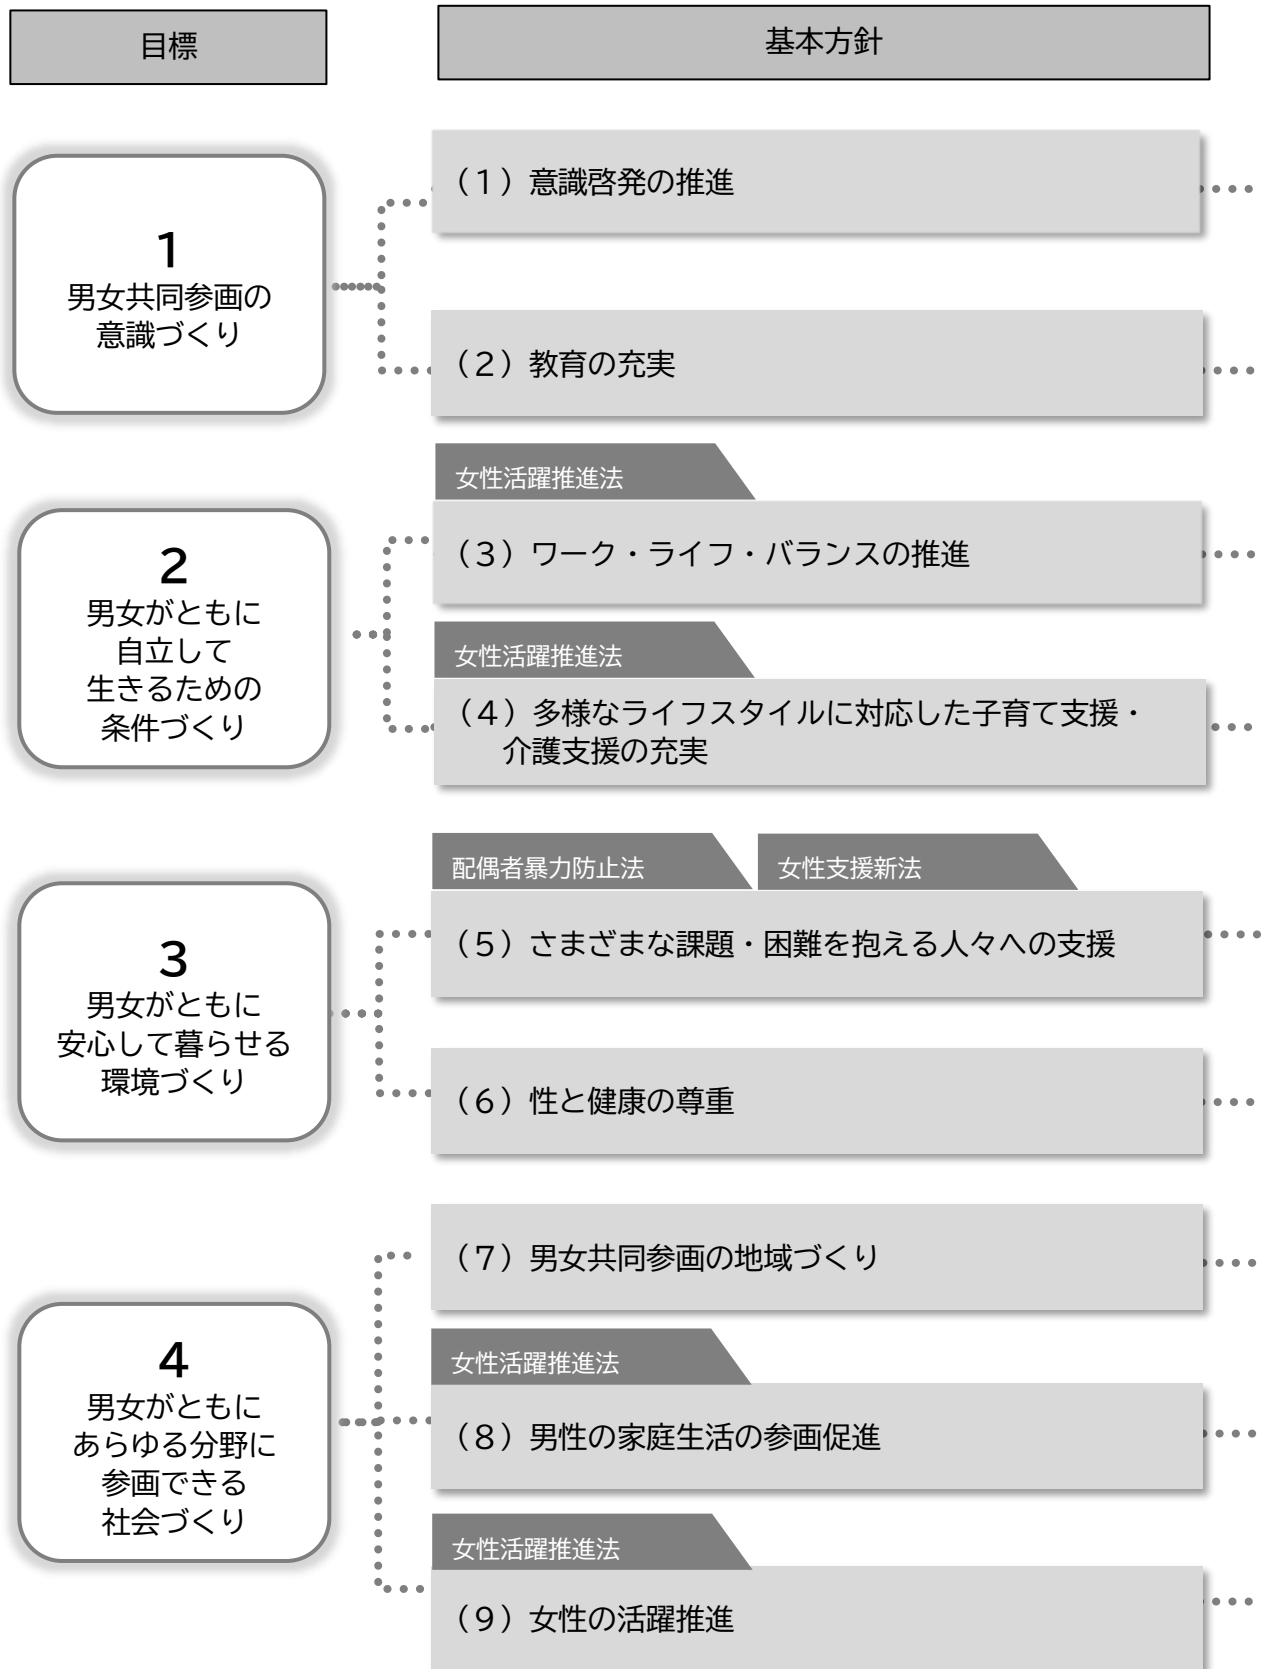 目標
基本方針
1
男女共同参画の
意識づくり
（1）意識啓発の推進
（2）教育の充実
2
男女がともに
自立して
生きるための
条件づくり
女性活躍推進法
（3）ワーク・ライフ・バランスの推進
女性活躍推進法
（4）多様なライフスタイルに対応した子育て支援・
介護支援の充実
3
男女がともに
安心して暮らせる
環境づくり
配偶者暴力防止法
女性支援新法
（5）さまざまな課題・困難を抱える人々への支援
（6）性と健康の尊重
4
男女がともに
あらゆる分野に
参画できる
社会づくり
（7）男女共同参画の地域づくり
女性活躍推進法
（8）男性の家庭生活の参画促進
女性活躍推進法
（9）女性の活躍推進